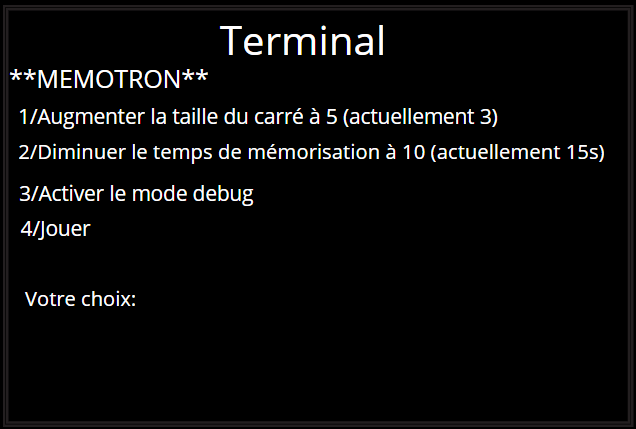 Terminal
**MEMOTRON**
1/Augmenter la taille du carré à 5 (actuellement 3)
2/Diminuer le temps de mémorisation à 10 (actuellement 15s)
3/Activer le mode debug
4/Jouer
Votre choix: